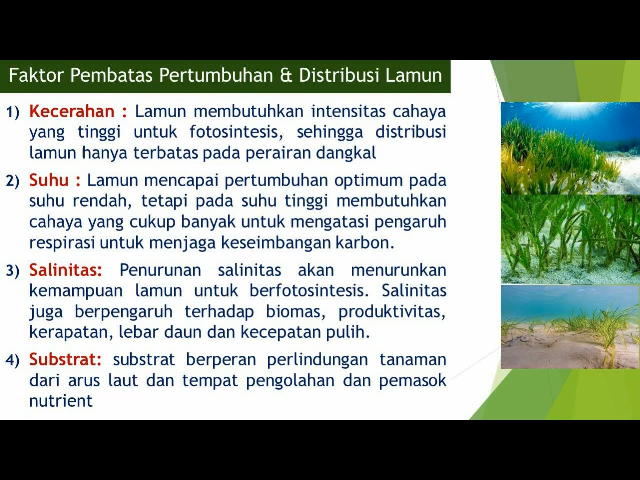 Faktor Pembatas Pertumbuhan & Distribusi Lamun
1) Kecerahan : Lamun membutuhkan intensitas cahaya
yang tinggi untuk fotosintesis, sehingga distribusi
lamun hanya terbatas pada perairan dangkal
2) Suhu : Lamun mencapai pertumbuhan optimum pada
suhu rendah, tetapi pada suhu tinggi membutuhkan
cahaya yang cukup banyak untuk mengatasi pengaruh
respirasi untuk menjaga keseimbangan karbon.
3) Salinitas: Penurunan salinitas akan menurunkan
kemampuan lamun untuk berfotosintesis. Salinitas
juga berpengaruh terhadap biomas, produktivitas,
kerapatan, lebar daun dan kecepatan pulih.
4) Substrat: substrat berperan perlindungan tanaman
dari arus laut dan tempat pengolahan dan pemasok
nutrient